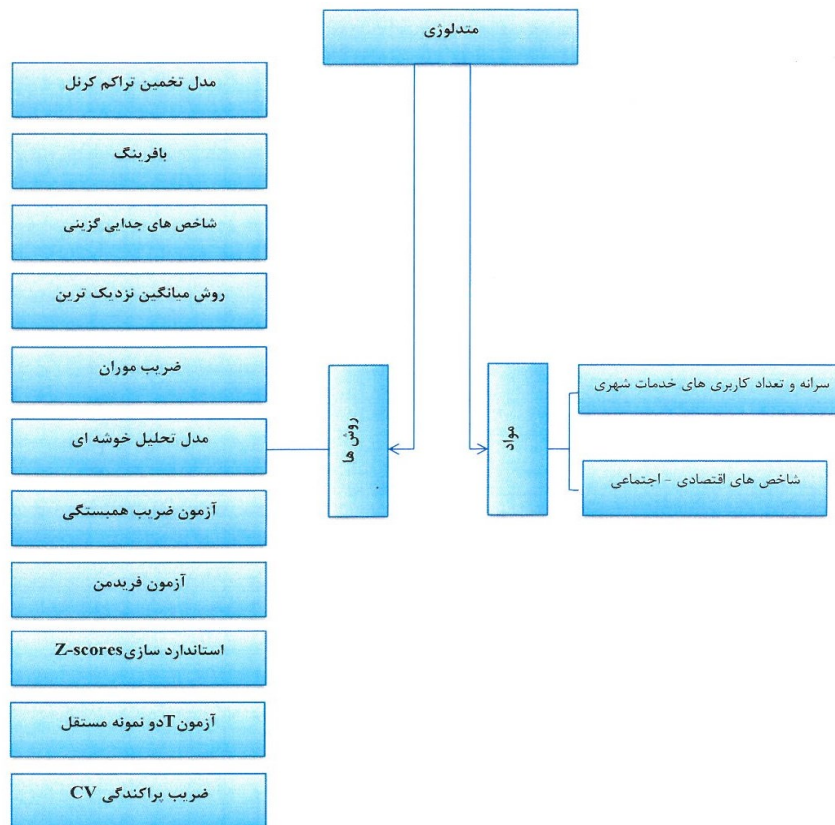 متدلوژی
مواد
سرانه و تعداد کاربری های خدمات شهری
شاخص های اقتصادی - اجتماعی
روش ها
مدل تخمین تراکم کرنل
بافرینگ
شاخص های جدایی گزینی
روش میانگین نزدیک ترین
ضریب موران
مدل تحلیل خوشه ای
آزمون ضریب همبستگی
آزمون فریدمن
استاندارد سازیZ-scores
آزمونTدو نمونه مستقل
ضریب پراکندگی CV